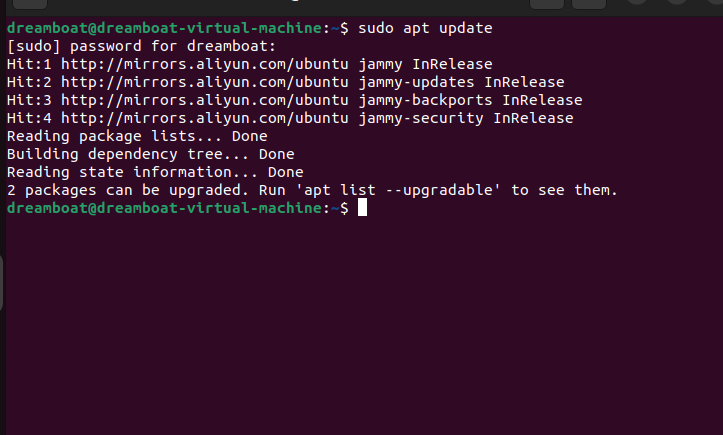 dreamboat@dreamboat-virtual-machine:~$ sudo apt update
[sudo] password for dreamboat:
Hit:1 http://mirrors.aliyun.com/ubuntu jammy InRelease
Hit:2 http://mirrors.aliyun.com/ubuntu jammy-updates InRelease
Hit:3 http://mirrors.aliyun.com/ubuntu jammy-backports InRelease
Hit:4 http://mirrors.aliyun.com/ubuntu jammy-security InRelease
Reading package lists... Done
Building dependency tree... Done
Reading state information... Done
2 packages can be upgraded. Run 'apt list --upgradable' to see them.
dreamboat@dreamboat-virtual-machine:~$